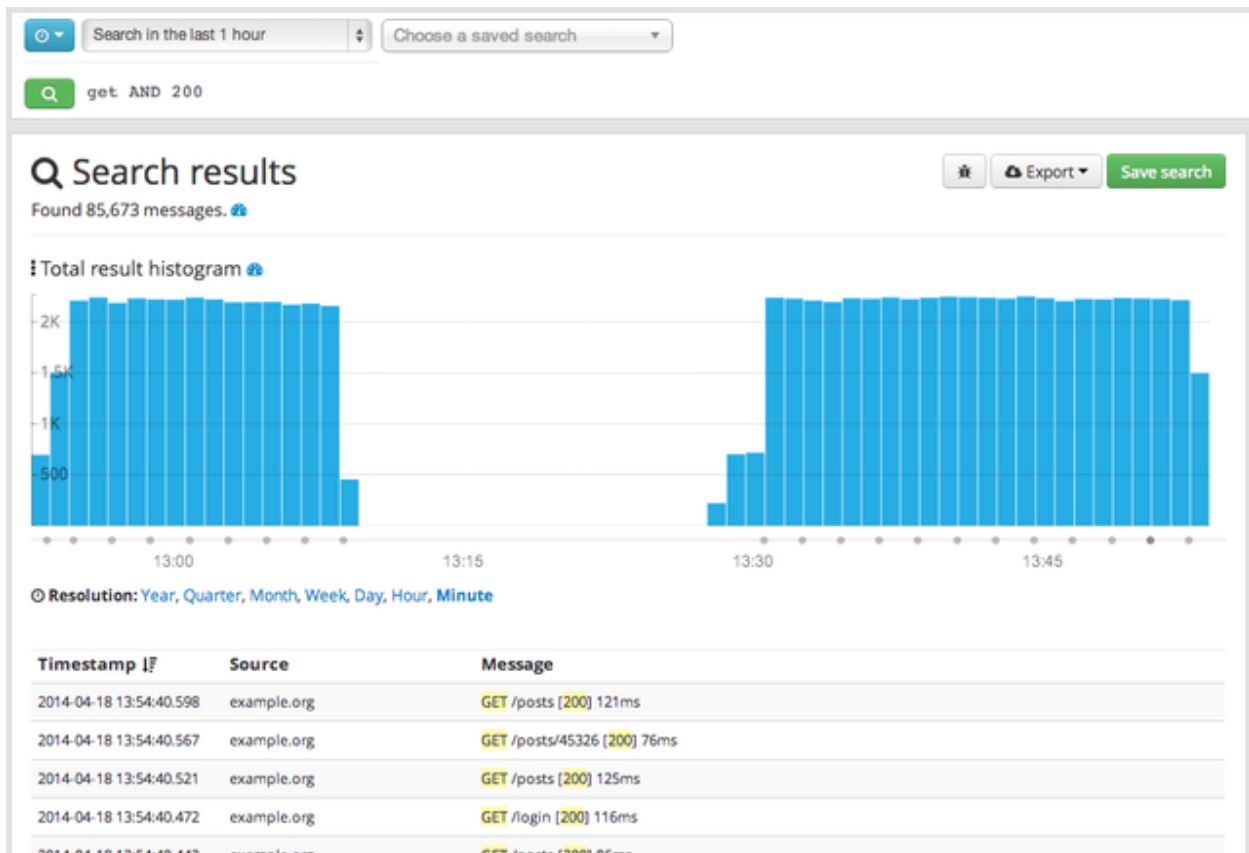 Search in the last 1 hour Choose a saved search
get AND 200
Search results Export Save search
Found 85,673 messages.
Total result histogram
2K
1.5K
1K
500
13:00 13:15 13:30 13:45
Resolution: Year, Quarter, Month, Week, Day, Hour, Minute
Timestamp Source Message
2014-04-18 13:54:40.598 example.org GET /posts [200] 121ms
2014-04-18 13:54:40.567 example.org GET /posts/45326 [200] 76ms
2014-04-18 13:54:40.521 example.org GET /posts [200] 125ms
2014-04-18 13:54:40.472 example.org GET /login [200] 116ms